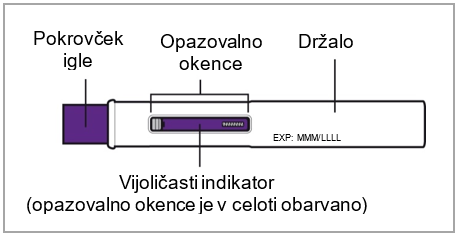 Pokrovček
igle
Opazovalno
okence
Držalo
EXP: MMM/LLLL
Vijoličasti indikator
(opazovalno okence je v celoti obarvano)